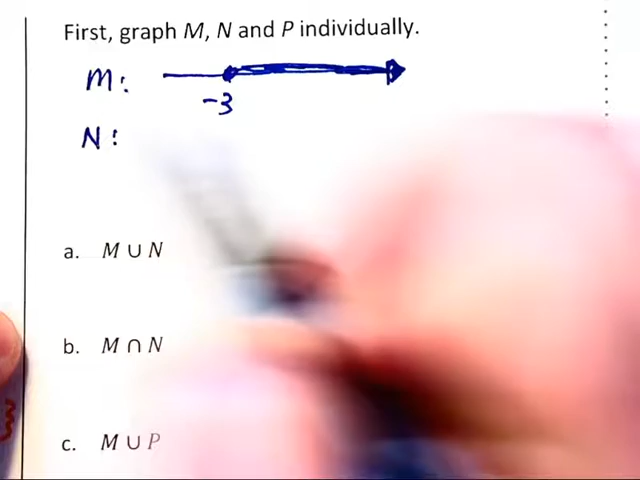 First, graph M, N and P individually.
M:
-3
N:
a. M ∪ N
b. M ∩ N
c. M ∪ P